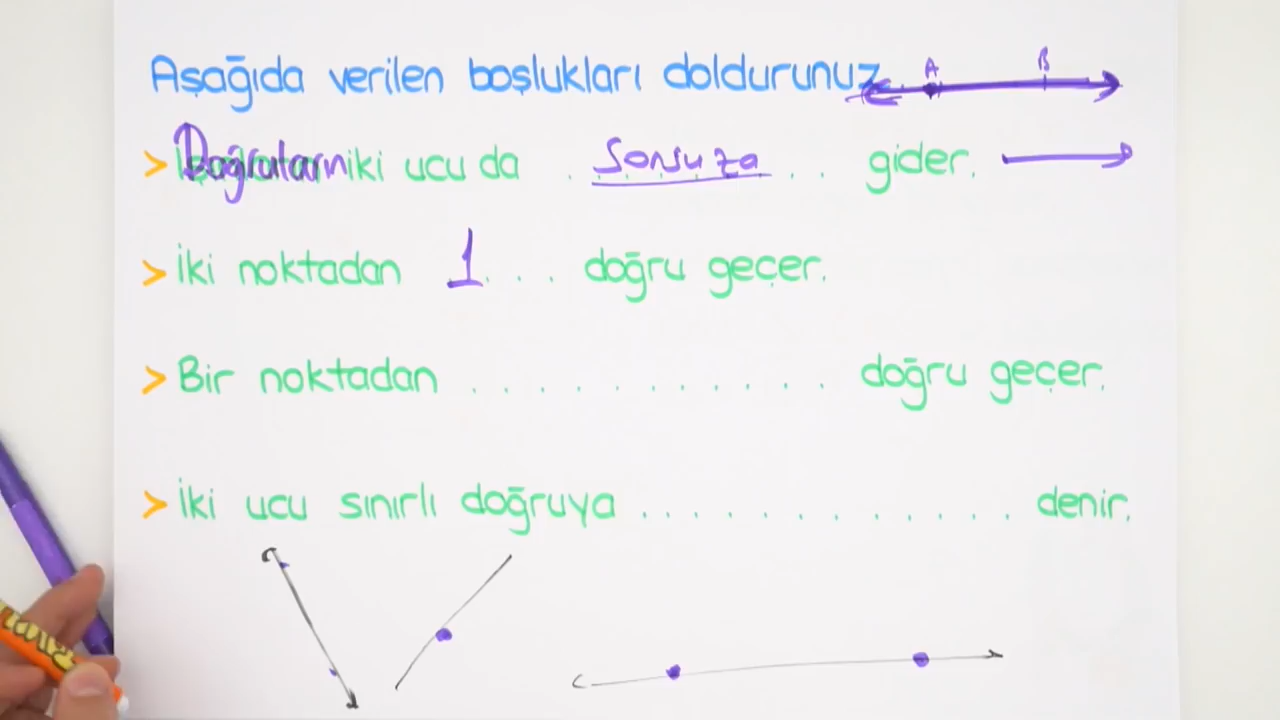 Aşağıda verilen boşlukları doldurunuz.
A B
> Doğruların iki ucu da . sonsuza . . gider.
> İki noktadan 1 . . . doğru geçer.
> Bir noktadan . . . . . . . . . . . doğru geçer.
> İki ucu sınırlı doğruya . . . . . . . . . . . . . denir.